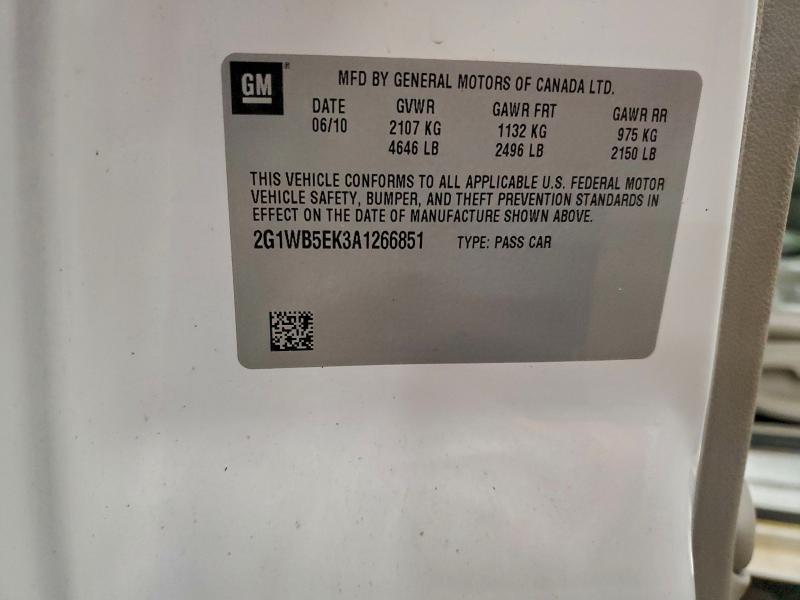 GM®
MFD BY GENERAL MOTORS OF CANADA LTD.
DATE GVWR GAWR FRT GAWR RR
06/10 2107 KG 1132 KG 975 KG
4646 LB 2496 LB 2150 LB
THIS VEHICLE CONFORMS TO ALL APPLICABLE U.S. FEDERAL MOTOR
VEHICLE SAFETY, BUMPER, AND THEFT PREVENTION STANDARDS IN
EFFECT ON THE DATE OF MANUFACTURE SHOWN ABOVE.
2G1WB5EK3A1266851 TYPE: PASS CAR